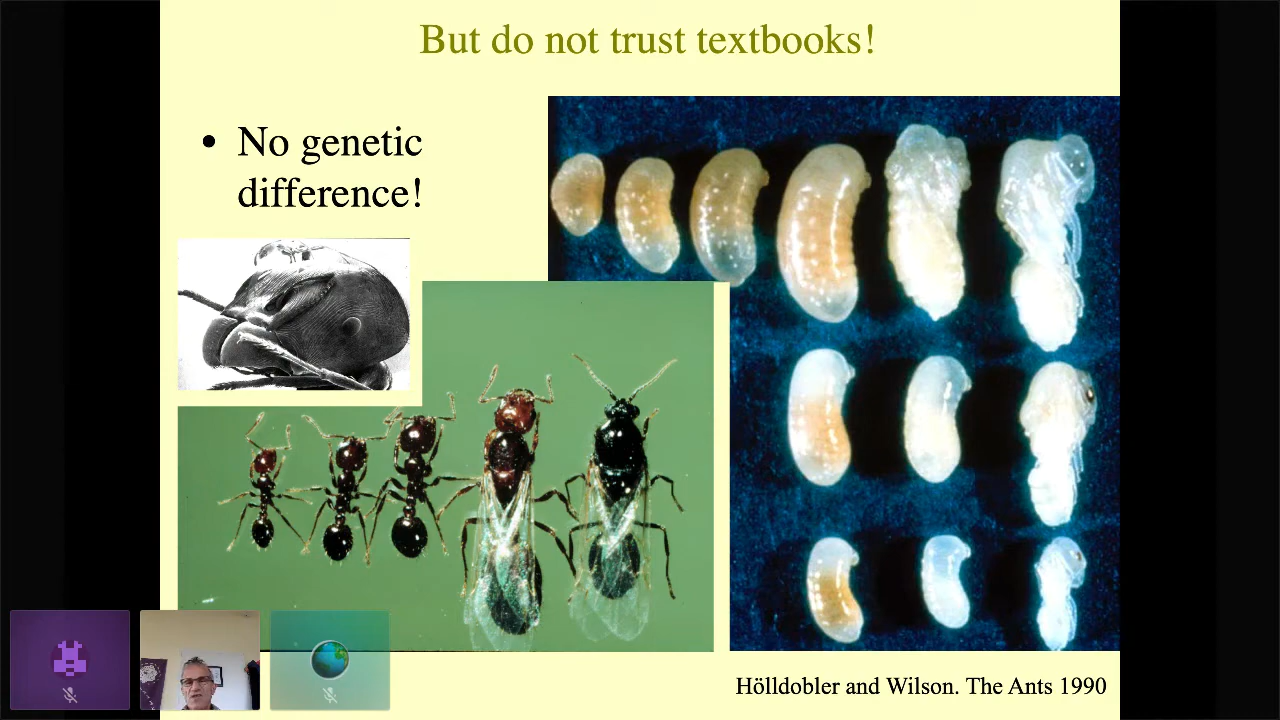 But do not trust textbooks!
• No genetic
difference!
Hölldobler and Wilson. The Ants 1990